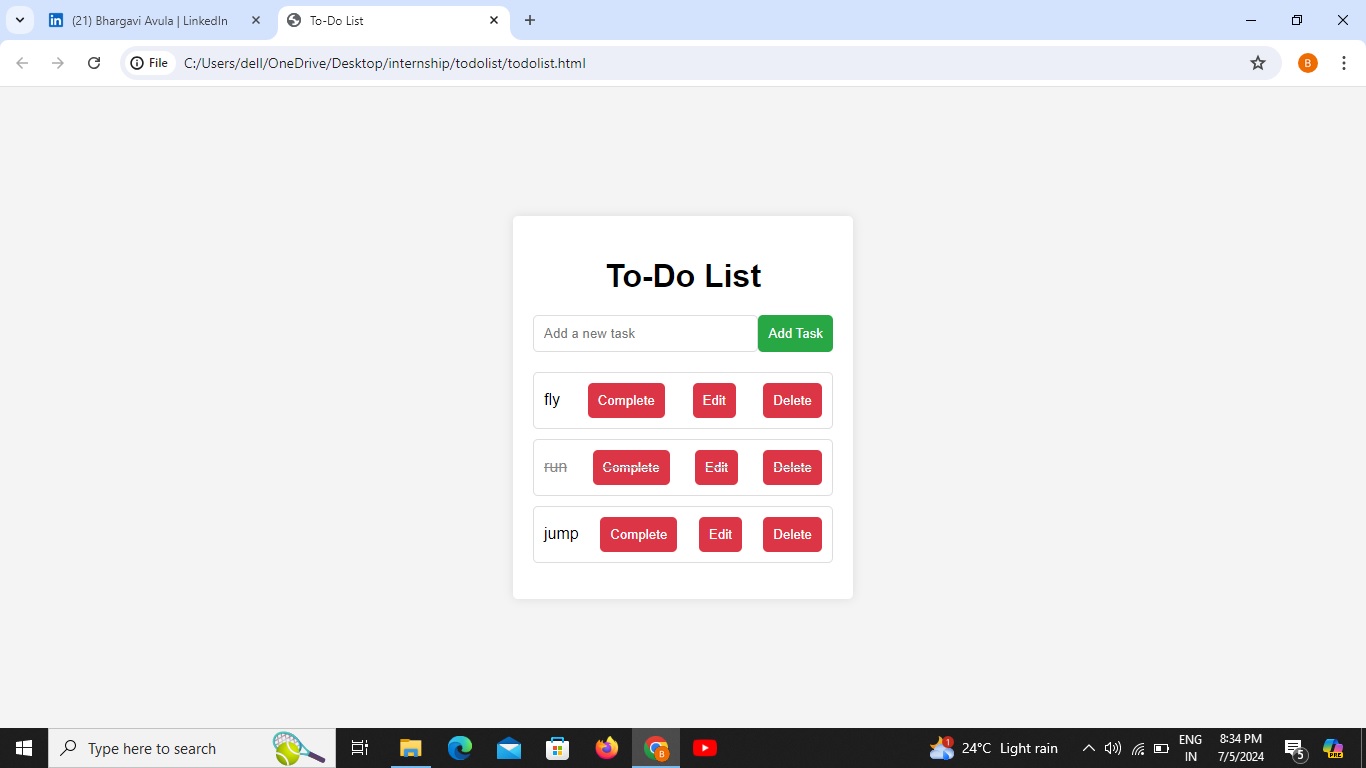 (21) Bhargavi Avula | LinkedIn
To-Do List
File C:/Users/dell/OneDrive/Desktop/internship/todolist/todolist.html
B
To-Do List
Add a new task Add Task
fly Complete Edit Delete
run Complete Edit Delete
jump Complete Edit Delete
Type here to search
B
1
24°C Light rain
ENG
IN
8:34 PM
7/5/2024
5
PRE